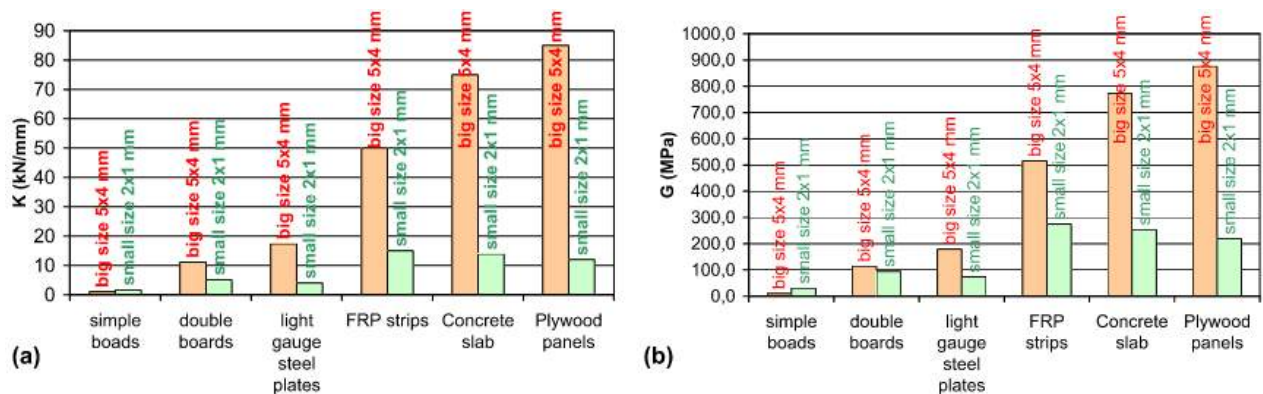 90
80
70
60
50
40
30
20
10
0
K (kN/mm)
big size 5x4 mm
small size 2x1 mm
big size 5x4 mm
small size 2x1 mm
big size 5x4 mm
small size 2x1 mm
big size 5x4 mm
small size 2x1 mm
big size 5x4 mm
small size 2x1 mm
big size 5x4 mm
small size 2x1 mm
simple
boads
double
boards
light
gauge
steel
plates
FRP strips
Concrete
slab
Plywood
panels
(a)
1000,0
900,0
800,0
700,0
600,0
500,0
400,0
300,0
200,0
100,0
0,0
G (MPa)
big size 5x4 mm
small size 2x1 mm
big size 5x4 mm
small size 2x1 mm
big size 5x4 mm
small size 2x1 mm
big size 5x4 mm
small size 2x1 mm
big size 5x4 mm
small size 2x1 mm
big size 5x4 mm
small size 2x1 mm
simple
boads
double
boards
light
gauge
steel
plates
FRP
strips
Concrete
slab
Plywood
panels
(b)